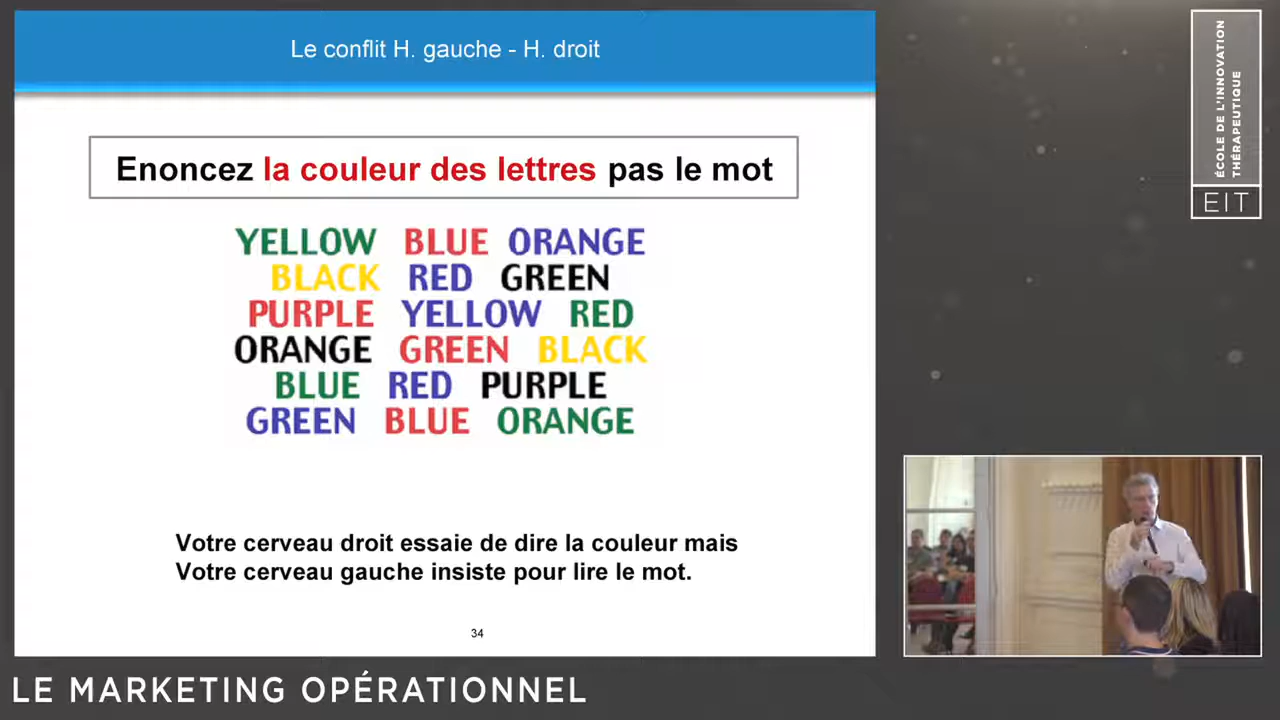 Le conflit H. gauche - H. droit
Enoncez la couleur des lettres pas le mot
YELLOW BLUE ORANGE
BLACK RED GREEN
PURPLE YELLOW RED
ORANGE GREEN BLACK
BLUE RED PURPLE
GREEN BLUE ORANGE
Votre cerveau droit essaie de dire la couleur mais
Votre cerveau gauche insiste pour lire le mot.
34
ÉCOLE DE L'INNOVATION
THÉRAPEUTIQUE
EIT
LE MARKETING OPÉRATIONNEL